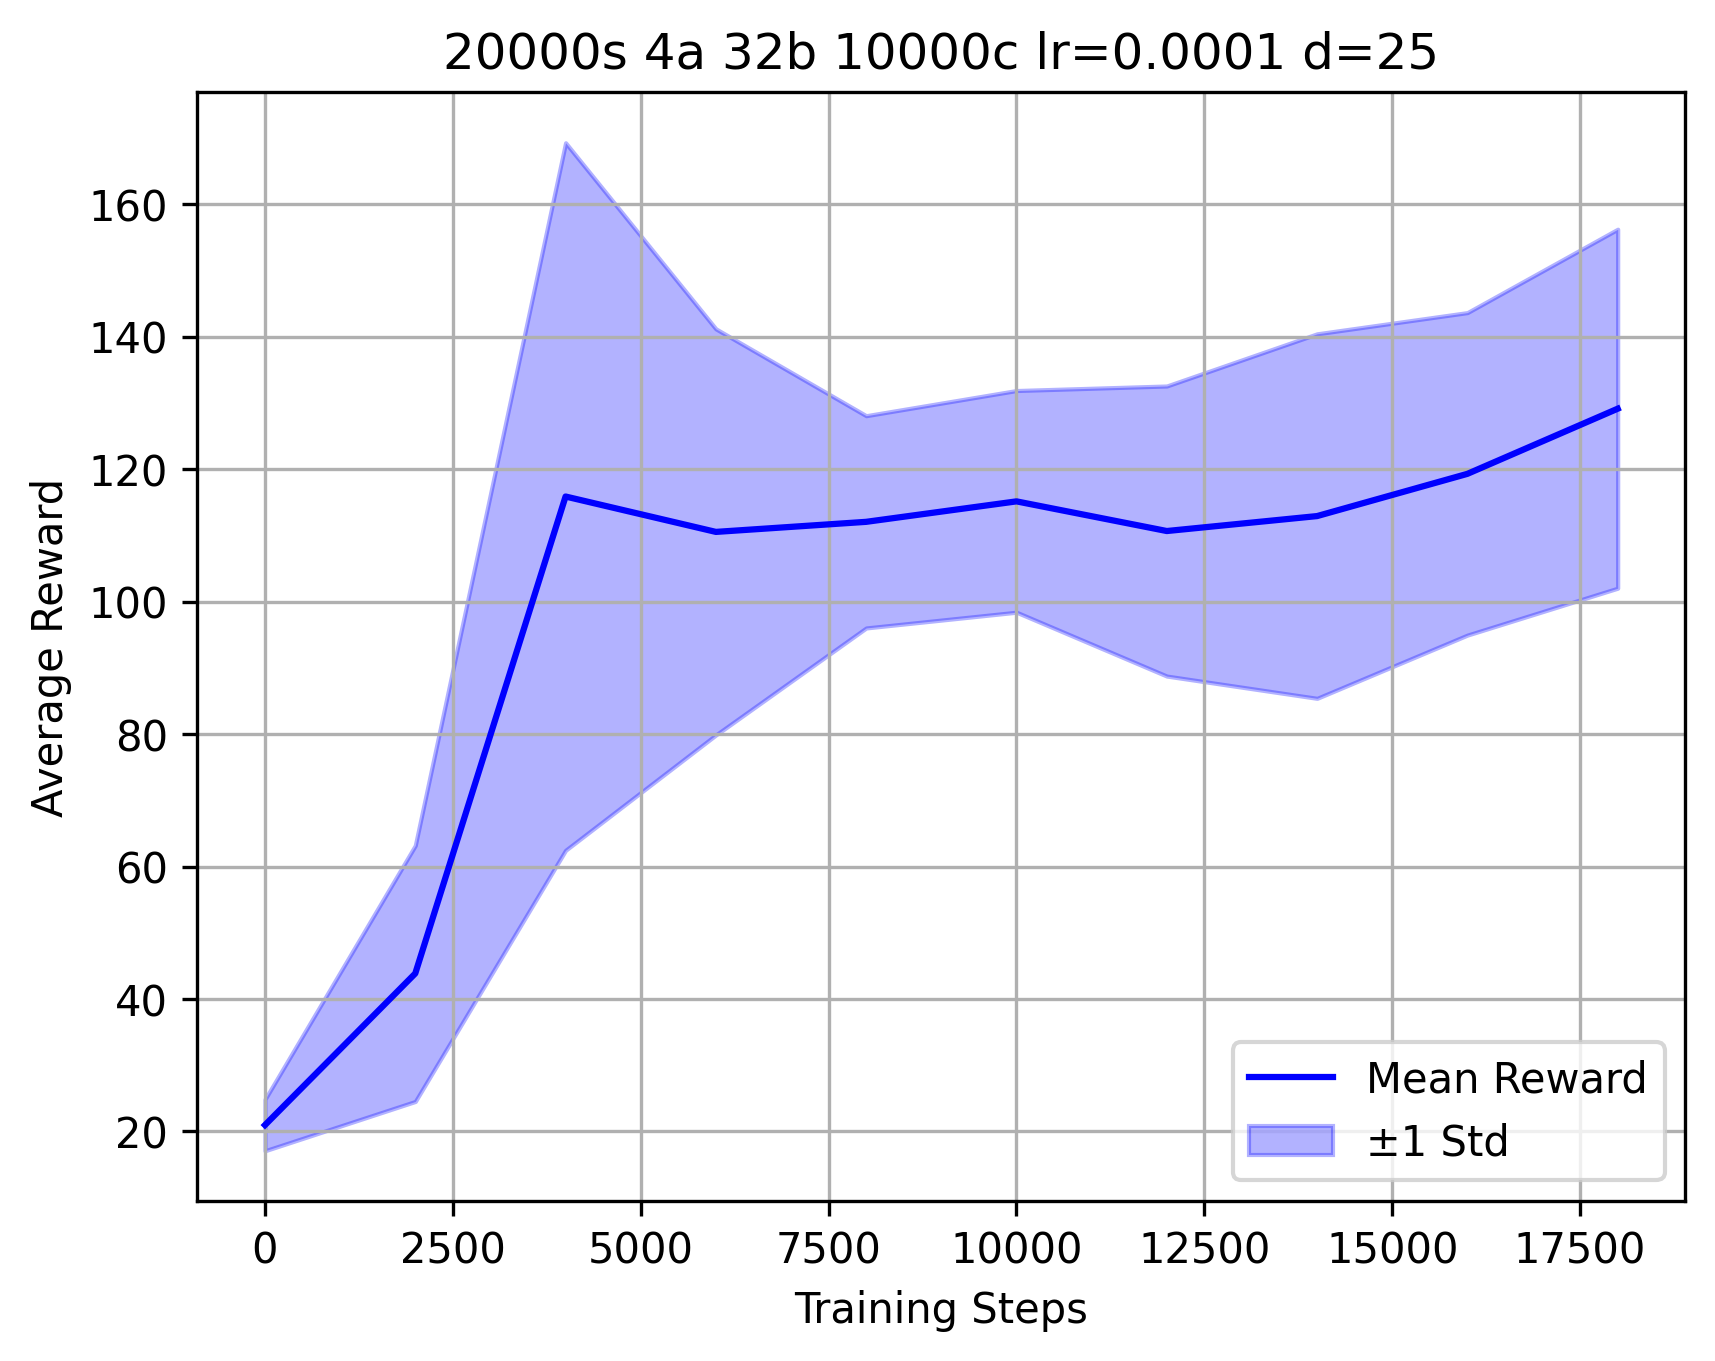 20000s 4a 32b 10000c lr=0.0001 d=25
Average Reward
160
140
120
100
80
60
40
20
Mean Reward
±1 Std
0 2500 5000 7500 10000 12500 15000 17500
Training Steps